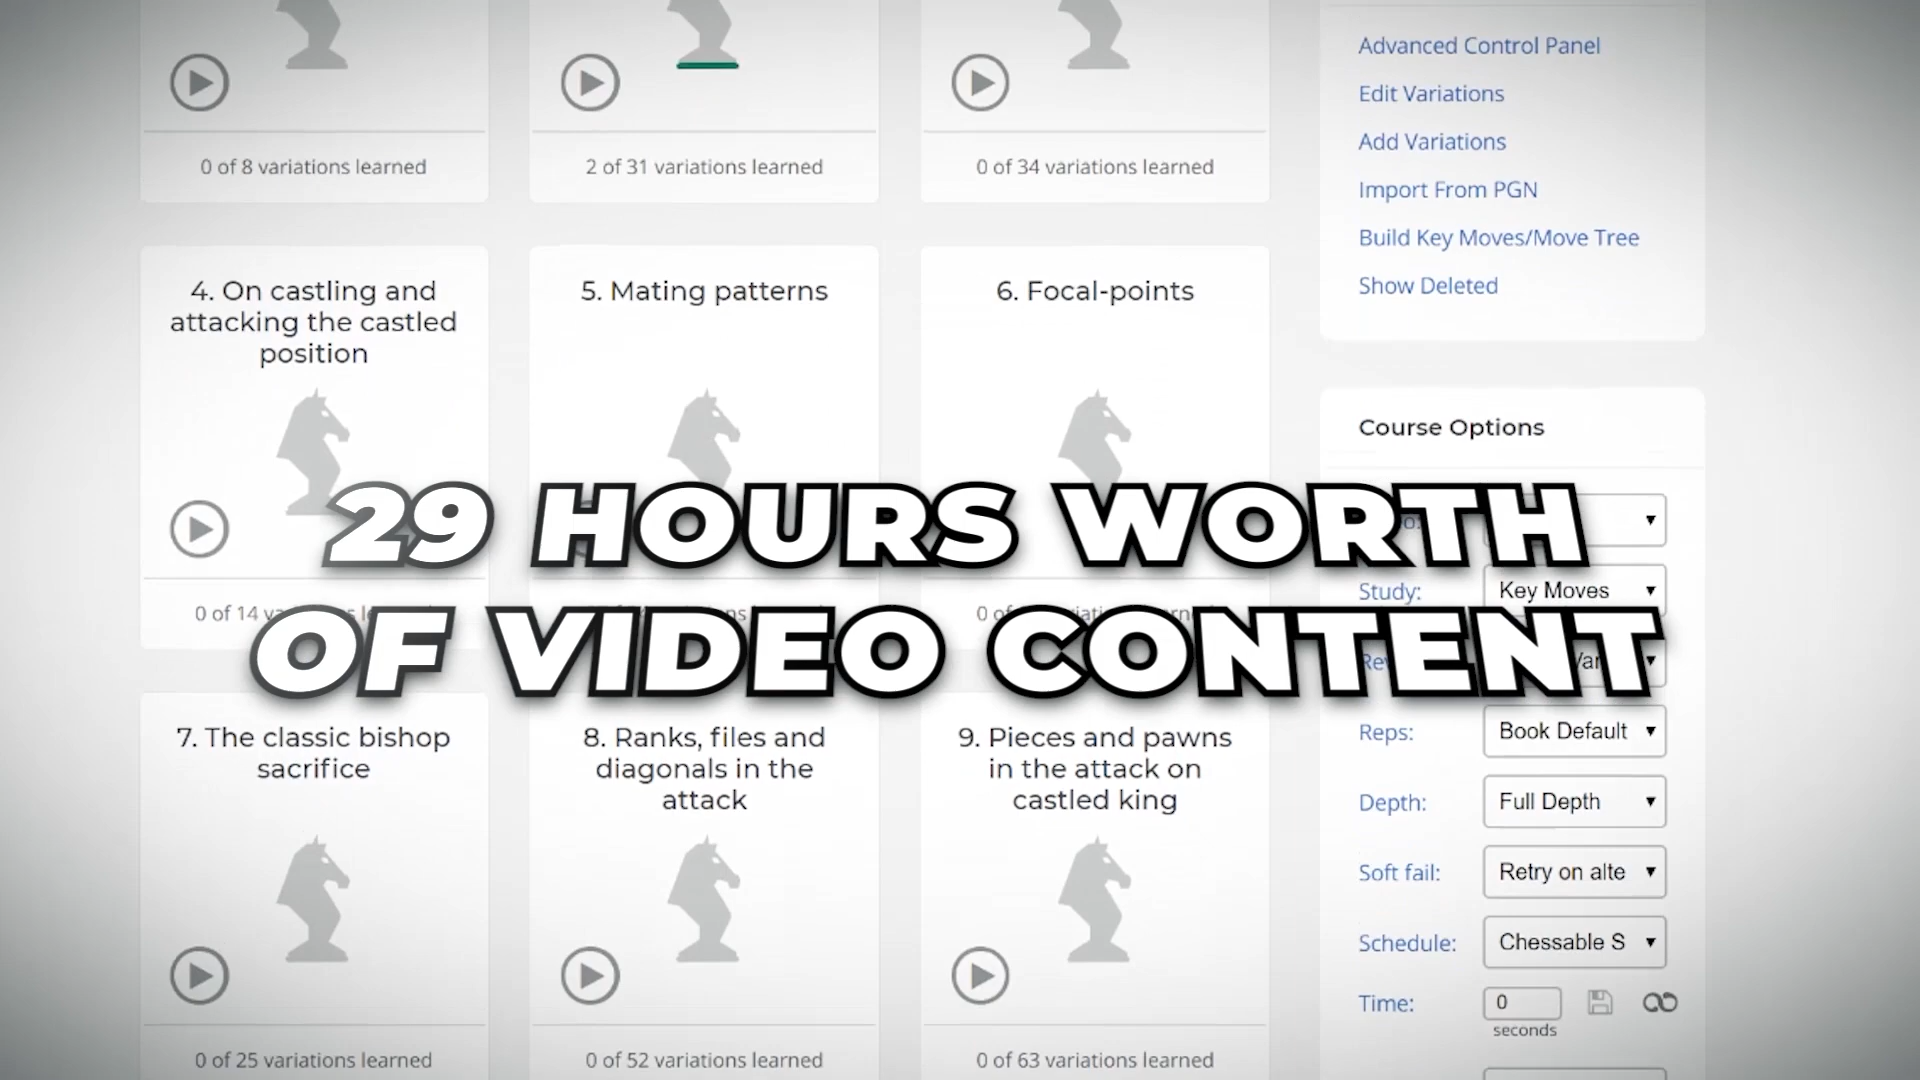 0 of 8 variations learned
2 of 31 variations learned
0 of 34 variations learned
4. On castling and
attacking the castled
position
5. Mating patterns
6. Focal-points
29 HOURS WORTH
OF VIDEO CONTENT
0 of 14
7. The classic bishop
sacrifice
8. Ranks, files and
diagonals in the
attack
9. Pieces and pawns
in the attack on
castled king
0 of 25 variations learned
0 of 52 variations learned
0 of 63 variations learned
Advanced Control Panel
Edit Variations
Add Variations
Import From PGN
Build Key Moves/Move Tree
Show Deleted
Course Options
Study: Key Moves
Reps: Book Default
Depth: Full Depth
Soft fail: Retry on alte
Schedule: Chessable S
Time: 0
seconds